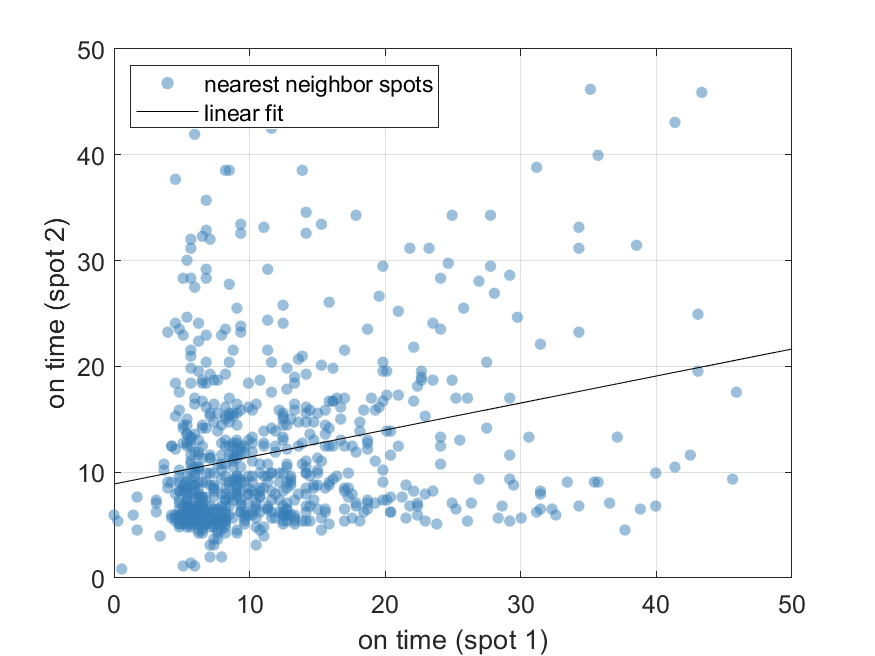 50
nearest neighbor spots
linear fit
40
30
20
10
0
on time (spot 2)
0 10 20 30 40 50
on time (spot 1)